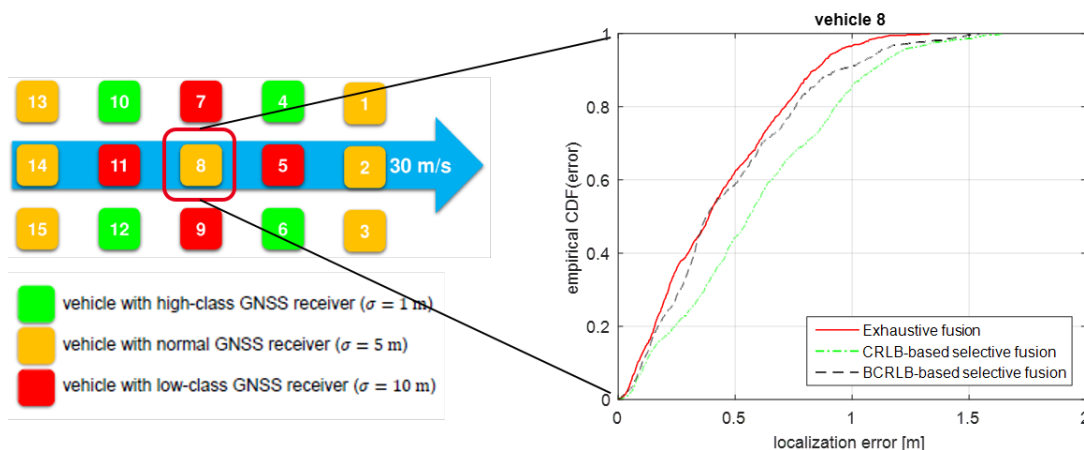 13 10 7 4 1
14 11 8 5 2 30 m/s
15 12 9 6 3
vehicle with high-class GNSS receiver (σ = 1 m)
vehicle with normal GNSS receiver (σ = 5 m)
vehicle with low-class GNSS receiver (σ = 10 m)
vehicle 8
empirical CDF(error)
1
0.8
0.6
0.4
0.2
0
Exhaustive fusion
CRLB-based selective fusion
BCRLB-based selective fusion
0 0.5 1 1.5 2
localization error [m]